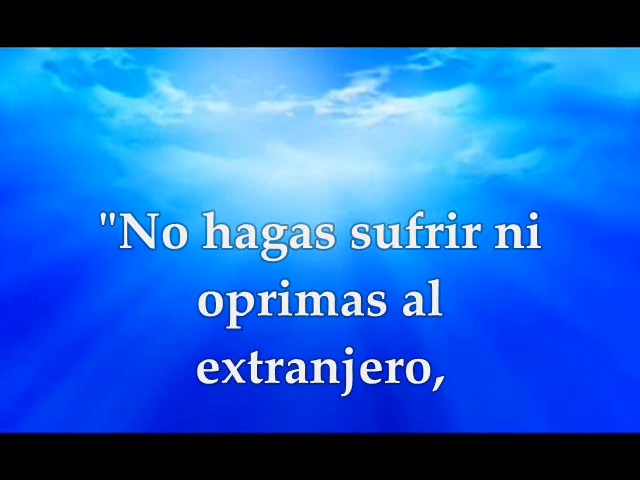 "No hagas sufrir ni
oprimas al
extranjero,